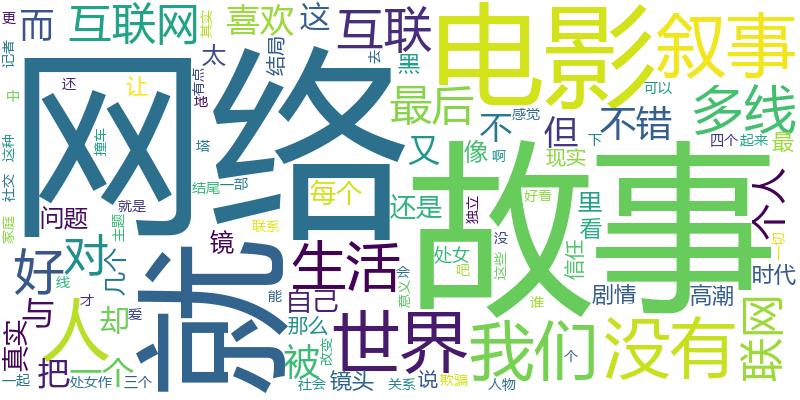 更
记者
中
这种
社交
家庭
一起
而
互联网
喜欢
其实
太
有点
结局
这
互联
去
黑
电影
叙事
网络
还
让
撞车
塔
最后
像
感觉
啊
不
但
不错
可以
多线
下
四个
起来
最
又
现实
故事
个人
一切
问题
镜
结尾
一部
每个
还是
独立
好看
里
看
就是
主题
联系
生活
处女
吧
没
这些
信任
时代
好
对
线
几个
就
能
自己
会
意义
谁
剧情
高潮
联网
真实
与
人
却
才
爱
那么
改变
世界
我们
没有
个
把
一个
处女作
三个
被
社会
镜头
关系
说
欺骗
人物